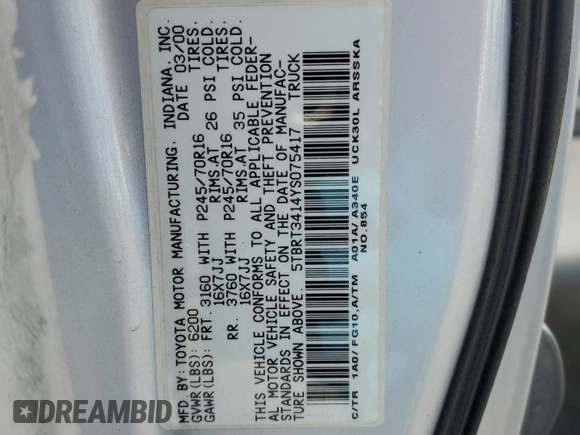 MFD.BY:TOYOTA MOTOR MANUFACTURING, INDIANA, INC.
GVWR(LBS): 6200 DATE 03/00
GAWR(LBS): FRT. 3160 WITH P245/70R16 TIRES,
16X7JJ RIMS,AT 26 PSI COLD.
RR. 3760 WITH P245/70R16 TIRES,
16X7JJ RIMS,AT 35 PSI COLD.
THIS VEHICLE CONFORMS TO ALL APPLICABLE FEDER-
AL MOTOR VEHICLE SAFETY AND THEFT PREVENTION
STANDARDS IN EFFECT ON THE DATE OF MANUFAC-
TURE SHOWN ABOVE. 5TBRT3414YS075417 TRUCK
C/TR 1A0/ FG10,A/TM A01A/ A340E UCK30L ARSSKA
NO.854
DREAMBID